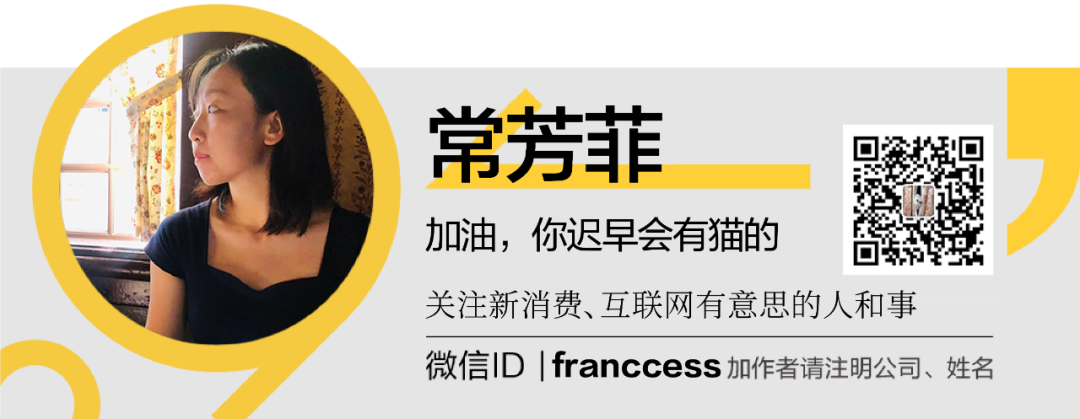 常芳菲
加油，你迟早会有猫的
关注新消费、互联网有意思的人和事
微信ID | franccess 加作者请注明公司、姓名